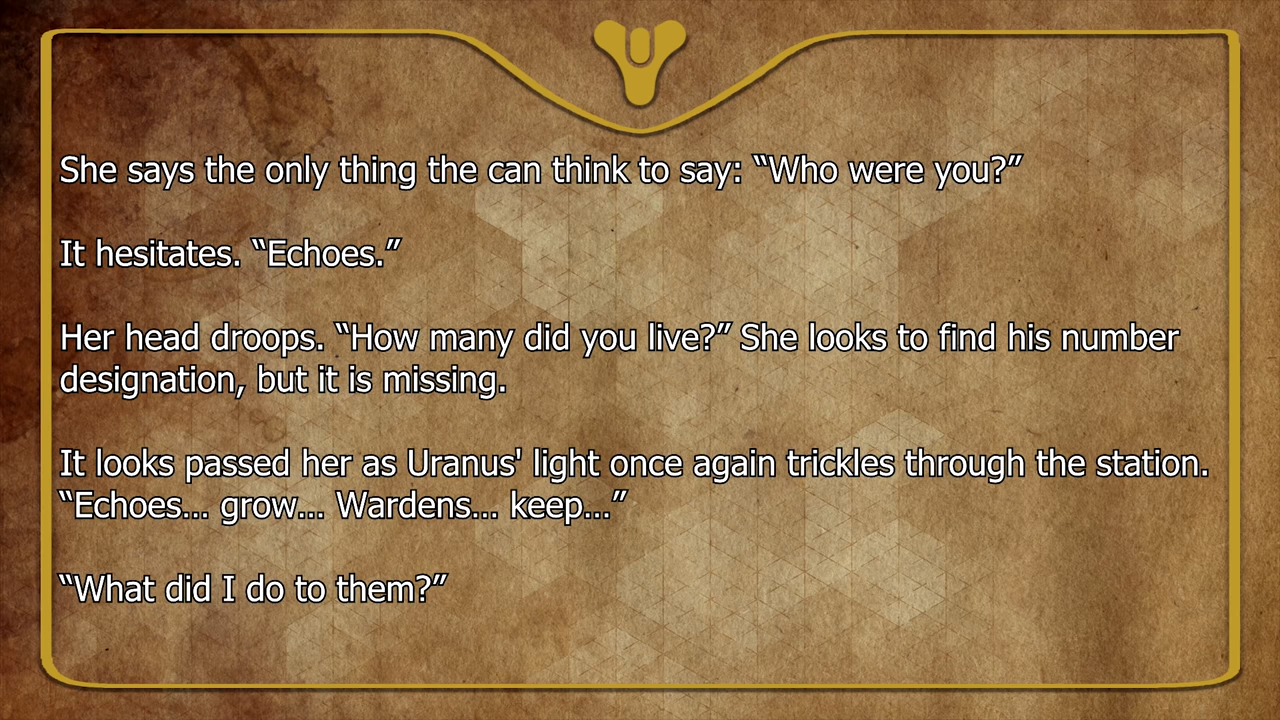 She says the only thing the can think to say: “Who were you?”
It hesitates. “Echoes.”
Her head droops. “How many did you live?” She looks to find his number
designation, but it is missing.
It looks passed her as Uranus' light once again trickles through the station.
“Echoes... grow... Wardens... keep...”
“What did I do to them?”